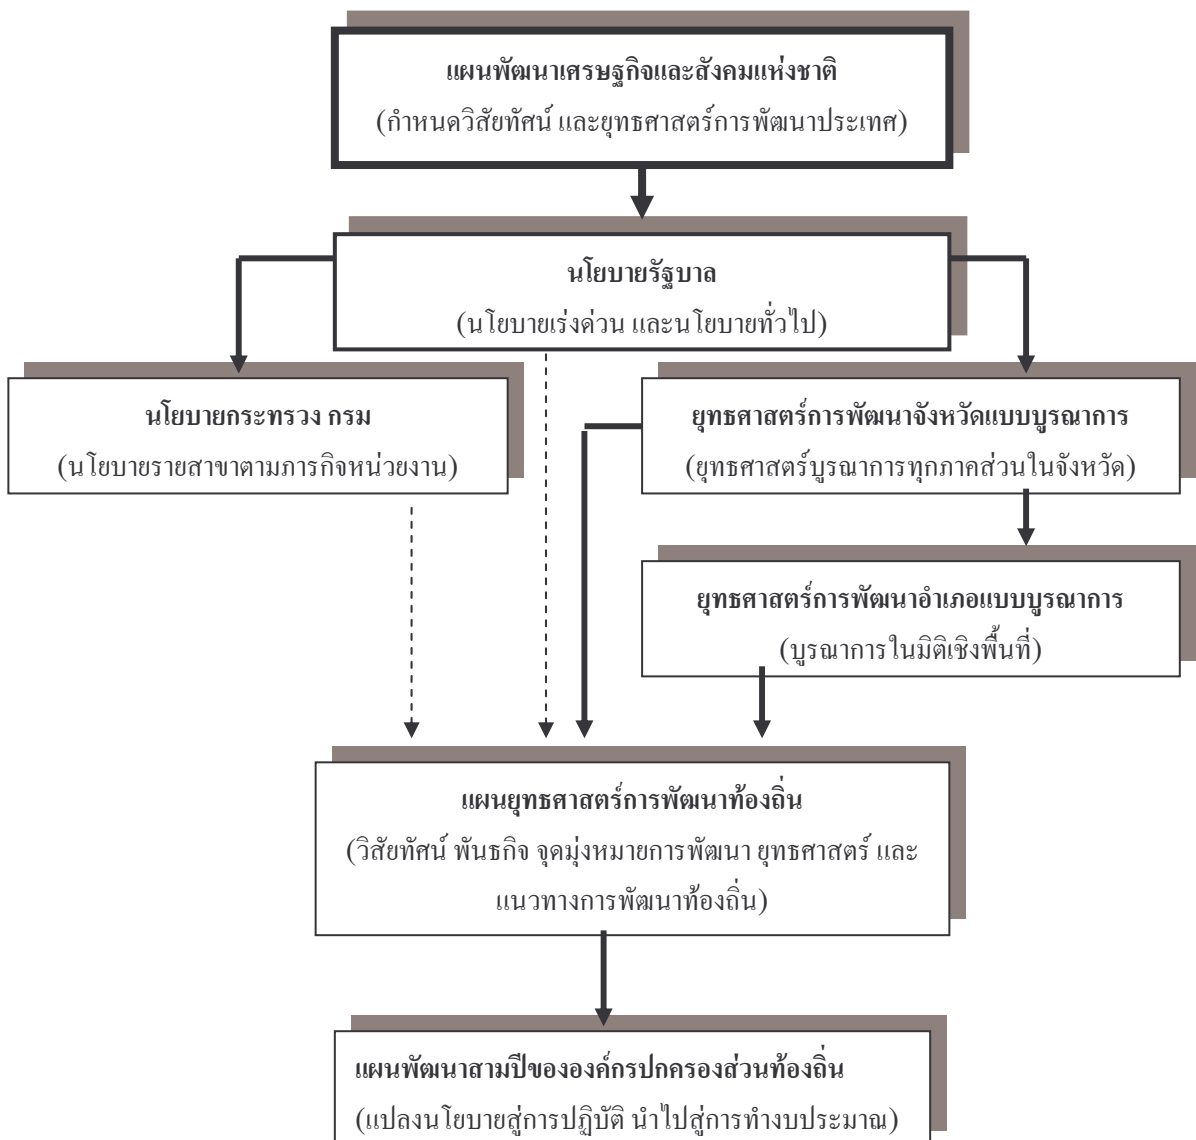 แผนพัฒนาเศรษฐกิจและสังคมแห่งชาติ
(กำหนดวิสัยทัศน์ และยุทธศาสตร์การพัฒนาประเทศ)
นโยบายรัฐบาล
(นโยบายเร่งด่วน และนโยบายทั่วไป)
นโยบายกระทรวง กรม
(นโยบายรายสาขาตามภารกิจหน่วยงาน)
ยุทธศาสตร์การพัฒนาจังหวัดแบบบูรณาการ
(ยุทธศาสตร์บูรณาการทุกภาคส่วนในจังหวัด)
ยุทธศาสตร์การพัฒนาอำเภอแบบบูรณาการ
(บูรณาการในมิติเชิงพื้นที่)
แผนยุทธศาสตร์การพัฒนาท้องถิ่น
(วิสัยทัศน์ พันธกิจ จุดมุ่งหมายการพัฒนา ยุทธศาสตร์ และ
แนวทางการพัฒนาท้องถิ่น)
แผนพัฒนาสามปีขององค์กรปกครองส่วนท้องถิ่น
(แปลงนโยบายสู่การปฏิบัติ นำไปสู่การทำงบประมาณ)